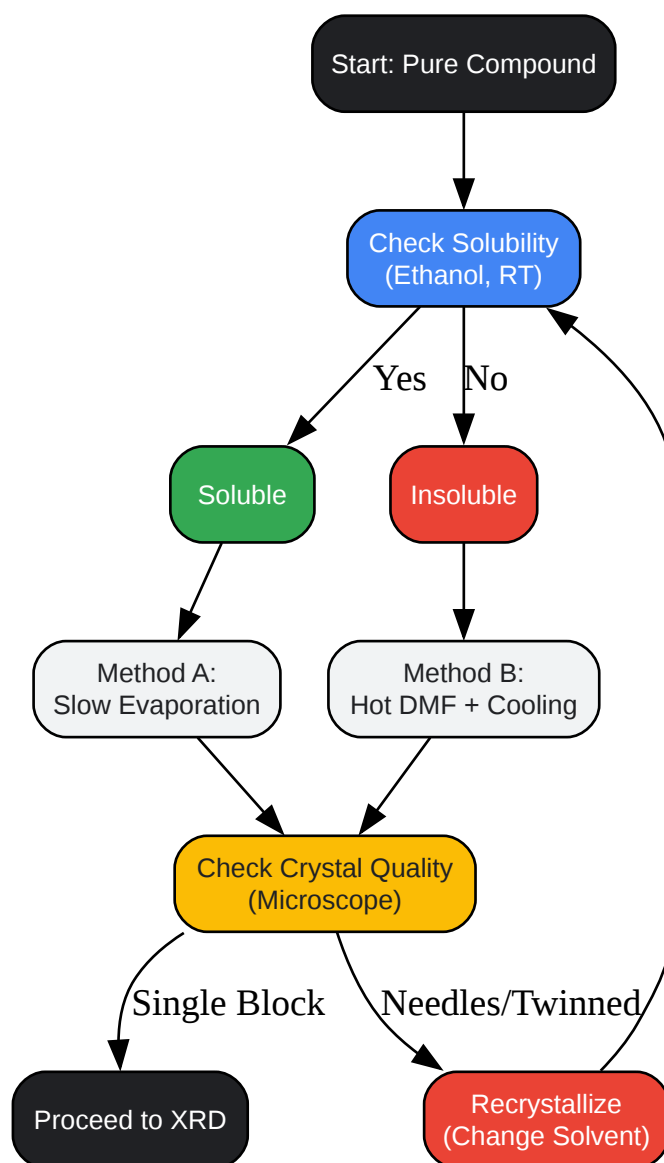 Start: Pure Compound
Check Solubility
(Ethanol, RT)
Yes
No
Soluble
Insoluble
Method A:
Slow Evaporation
Method B:
Hot DMF + Cooling
Check Crystal Quality
(Microscope)
Single Block
Needles/Twinned
Proceed to XRD
Recrystallize
(Change Solvent)